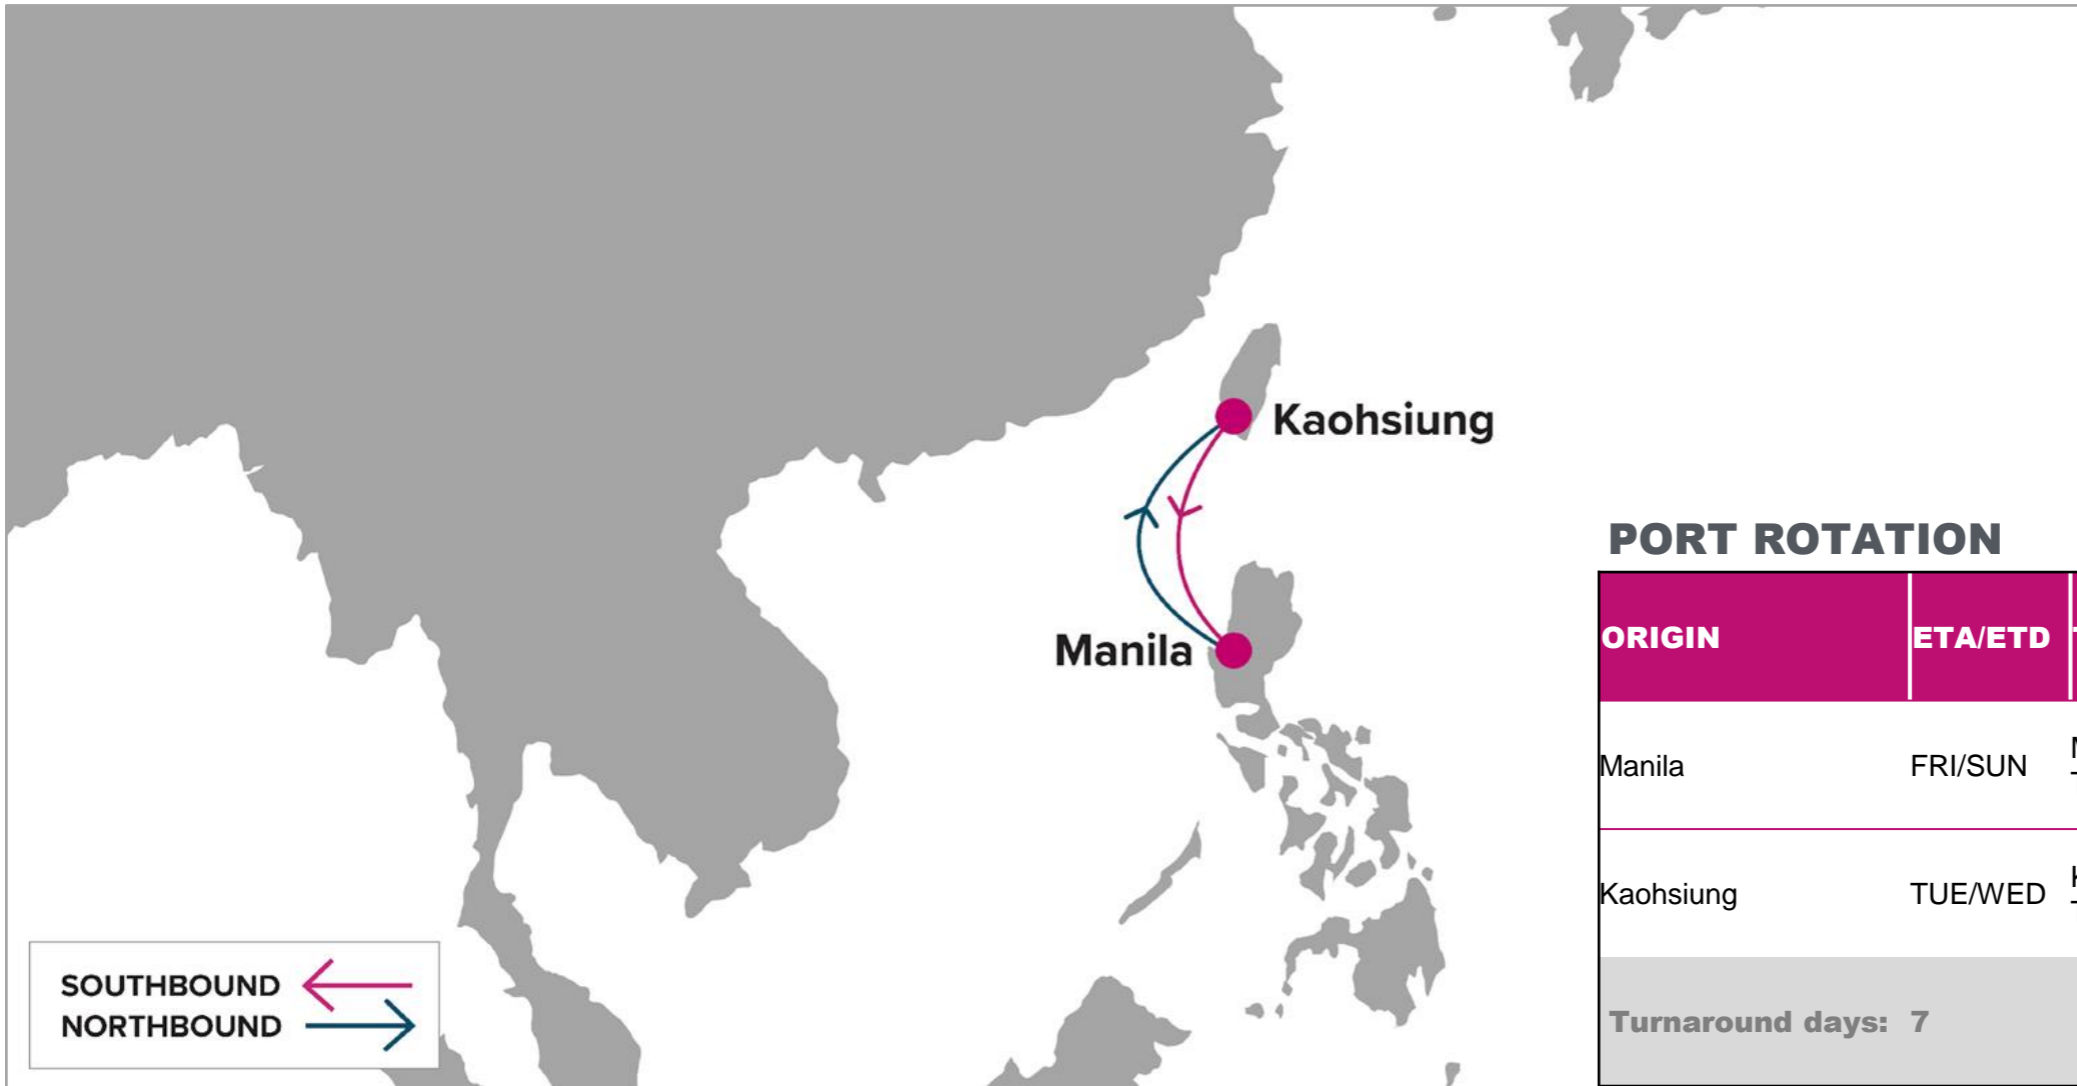 Kaohsiung
Manila
SOUTHBOUND
NORTHBOUND
PORT ROTATION
ORIGIN ETA/ETD
Manila FRI/SUN
Kaohsiung TUE/WED
Turnaround days: 7